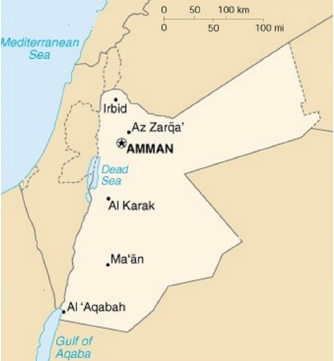 0 50 100 km
0 50 100 mi
Mediterranean
Sea
Irbid
Az Zarqā'
AMMAN
Dead
Sea
Al Karak
Ma'ān
Al 'Aqabah
Gulf of
Aqaba